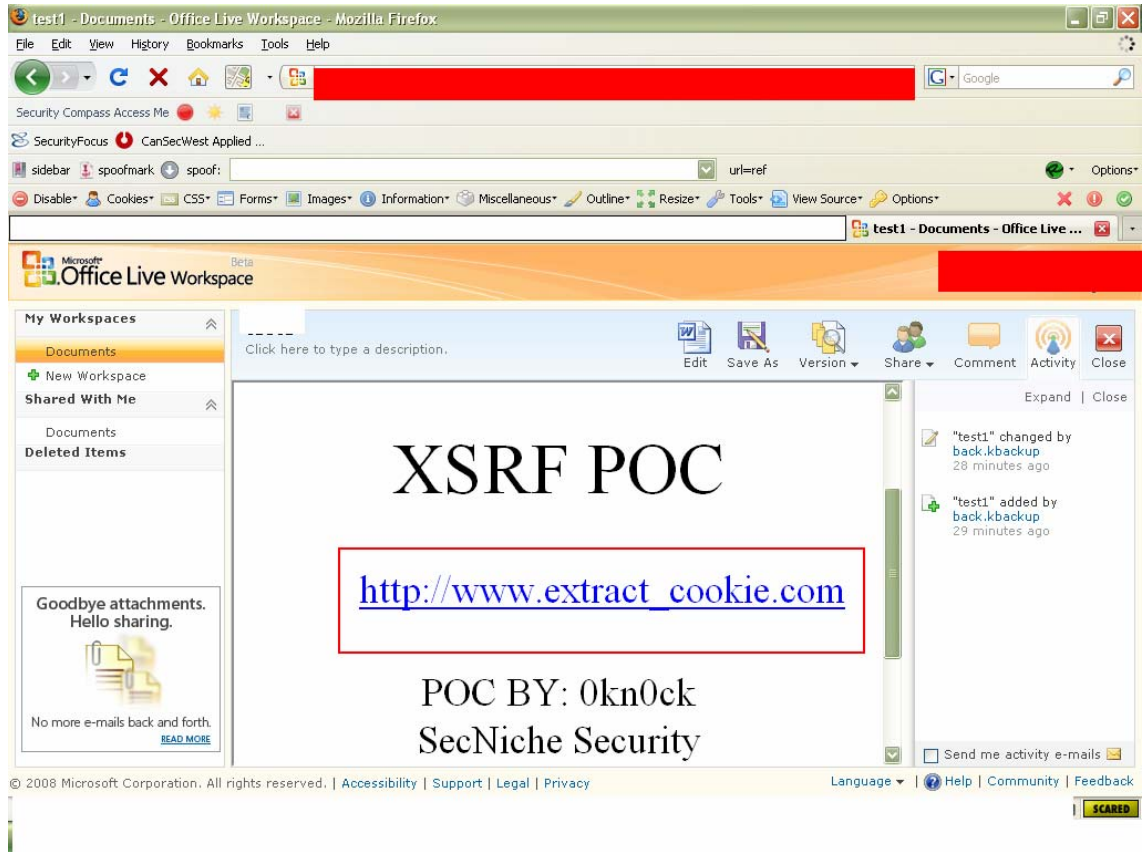 test1 - Documents - Office Live Workspace - Mozilla Firefox
File Edit View History Bookmarks Tools Help
G Google
Security Compass Access Me
SecurityFocus CanSecWest Applied ...
sidebar spoofmark spoof: url=ref Options
Disable Cookies CSS Forms Images Information Miscellaneous Outline Resize Tools View Source Options
test1 - Documents - Office Live ...
Microsoft Office Live Workspace Beta
My Workspaces
Documents
New Workspace
Shared With Me
Documents
Deleted Items
Goodbye attachments.
Hello sharing.
No more e-mails back and forth.
READ MORE
Click here to type a description.
Edit Save As Version Share Comment Activity Close
XSRF POC
http://www.extract_cookie.com
POC BY: 0kn0ck
SecNiche Security
Expand | Close
"test1" changed by
back.kbackup
28 minutes ago
"test1" added by
back.kbackup
29 minutes ago
Send me activity e-mails
© 2008 Microsoft Corporation. All rights reserved. | Accessibility | Support | Legal | Privacy
Language | Help | Community | Feedback
SCARED